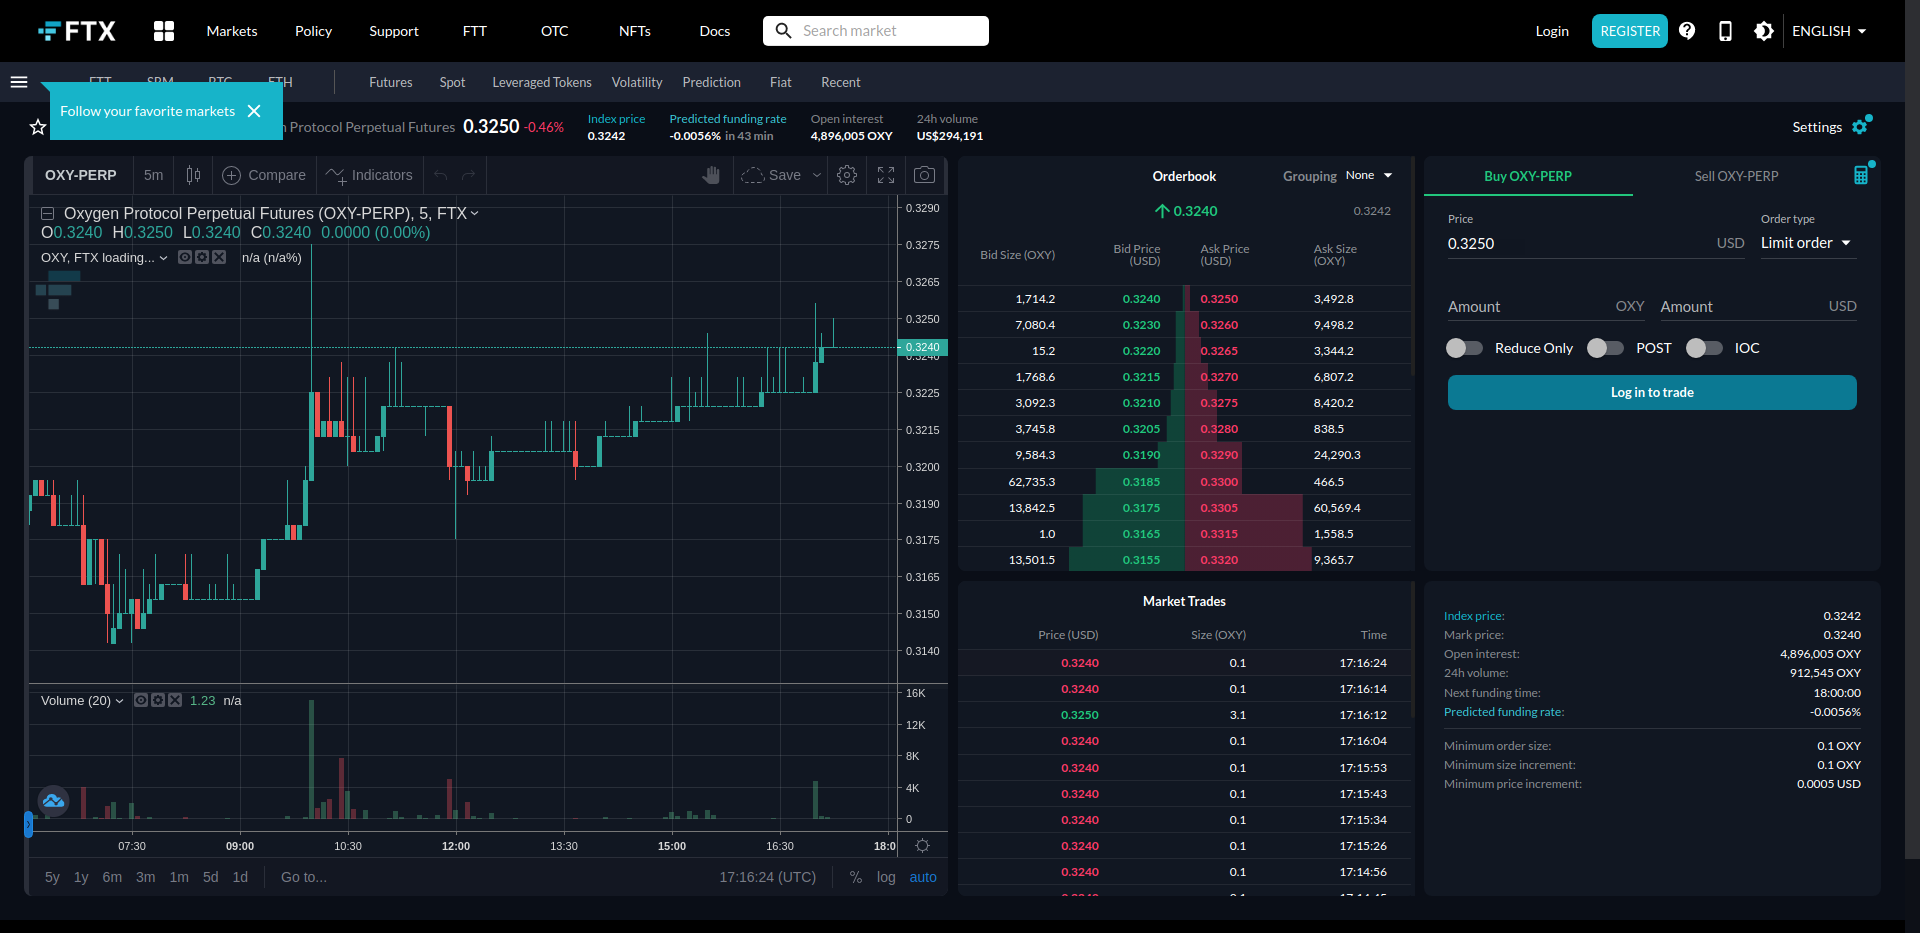 FTX Markets Policy Support FTT OTC NFTs Docs Search market Login REGISTER ENGLISH
Futures Spot Leveraged Tokens Volatility Prediction Fiat Recent
Follow your favorite markets
Protocol Perpetual Futures 0.3250 -0.46%
Index price
0.3242
Predicted funding rate
-0.0056% in 43 min
Open interest
4,896,005 OXY
24h volume
US$294,191
Settings
OXY-PERP 5m Compare Indicators Save
Oxygen Protocol Perpetual Futures (OXY-PERP), 5, FTX
O0.3240 H0.3250 L0.3240 C0.3240 0.0000 (0.00%)
OXY, FTX loading... n/a (n/a%)
0.3290
0.3275
0.3265
0.3250
0.3240
0.3240
0.3225
0.3215
0.3200
0.3190
0.3175
0.3165
0.3150
0.3140
Volume (20) 1.23 n/a
16K
12K
8K
4K
0
07:30 09:00 10:30 12:00 13:30 15:00 16:30 18:0
5y 1y 6m 3m 1m 5d 1d Go to... 17:16:24 (UTC) % log auto
Orderbook Grouping None
0.3240 0.3242
Bid Size (OXY) Bid Price (USD) Ask Price (USD) Ask Size (OXY)
1,714.2 0.3240 0.3250 3,492.8
7,080.4 0.3230 0.3260 9,498.2
15.2 0.3220 0.3265 3,344.2
1,768.6 0.3215 0.3270 6,807.2
3,092.3 0.3210 0.3275 8,420.2
3,745.8 0.3205 0.3280 838.5
9,584.3 0.3190 0.3290 24,290.3
62,735.3 0.3185 0.3300 466.5
13,842.5 0.3175 0.3305 60,569.4
1.0 0.3165 0.3315 1,558.5
13,501.5 0.3155 0.3320 9,365.7
Market Trades
Price (USD) Size (OXY) Time
0.3240 0.1 17:16:24
0.3240 0.1 17:16:14
0.3250 3.1 17:16:12
0.3240 0.1 17:16:04
0.3240 0.1 17:15:53
0.3240 0.1 17:15:43
0.3240 0.1 17:15:34
0.3240 0.1 17:15:26
0.3240 0.1 17:14:56
Buy OXY-PERP Sell OXY-PERP
Price Order type
0.3250 USD Limit order
Amount OXY Amount USD
Reduce Only POST IOC
Log in to trade
Index price: 0.3242
Mark price: 0.3240
Open interest: 4,896,005 OXY
24h volume: 912,545 OXY
Next funding time: 18:00:00
Predicted funding rate: -0.0056%
Minimum order size: 0.1 OXY
Minimum size increment: 0.1 OXY
Minimum price increment: 0.0005 USD